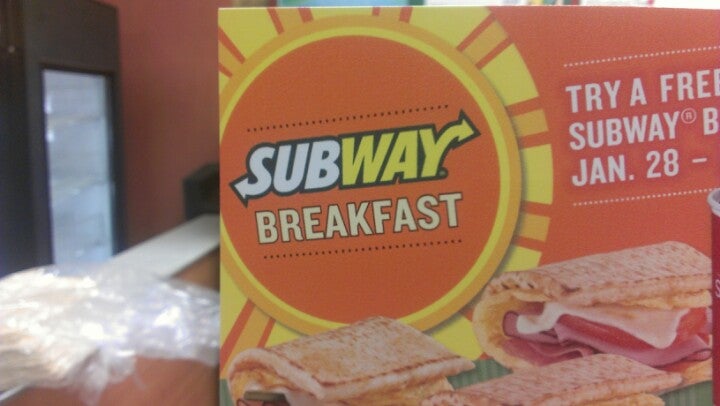 SUBWAY®
BREAKFAST
TRY A FREE
SUBWAY® B
JAN. 28 –